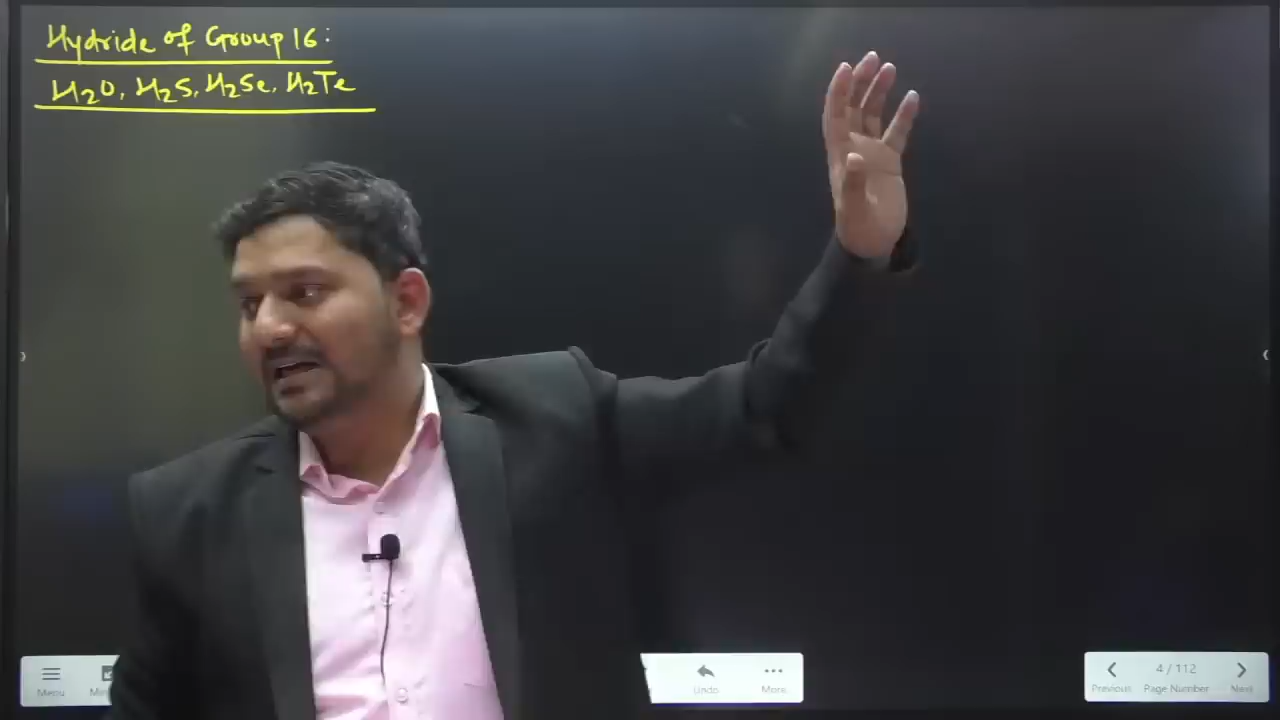 Hydride of Group 16:
H2O, H2S, H2Se, H2Te
Menu
Undo
More
Previous
4 / 112
Page Number
Next